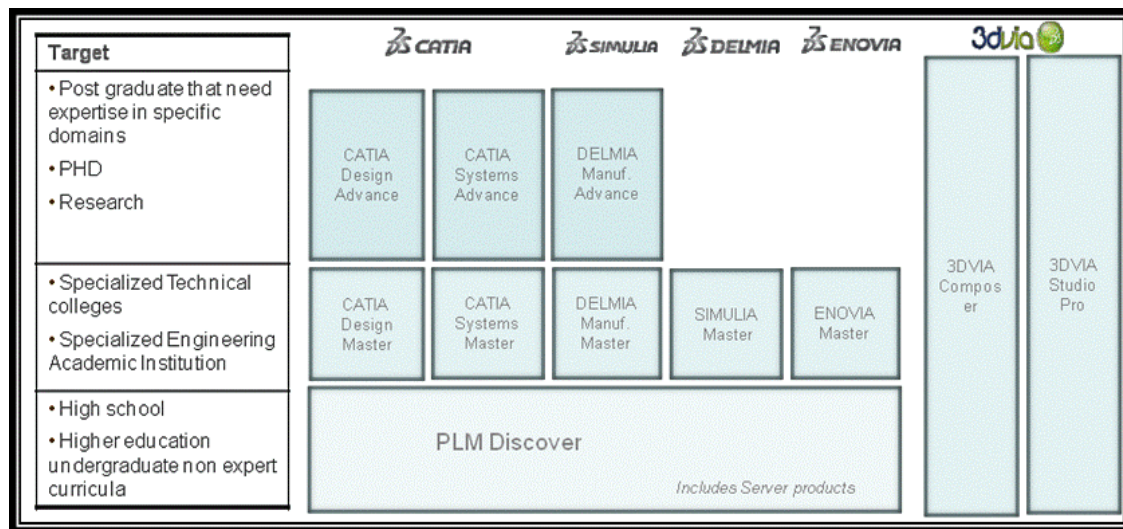 Target
• Post graduate that need
expertise in specific
domains
• PHD
• Research
• Specialized Technical
colleges
• Specialized Engineering
Academic Institution
• High school
• Higher education
undergraduate non expert
curricula
CATIA
SIMULIA
DELMIA
ENOVIA
3dvia
CATIA
Design
Advance
CATIA
Systems
Advance
DELMIA
Manuf.
Advance
CATIA
Design
Master
CATIA
Systems
Master
DELMIA
Manuf.
Master
SIMULIA
Master
ENOVIA
Master
PLM Discover
Includes Server products
3DVIA
Compos
er
3DVIA
Studio
Pro